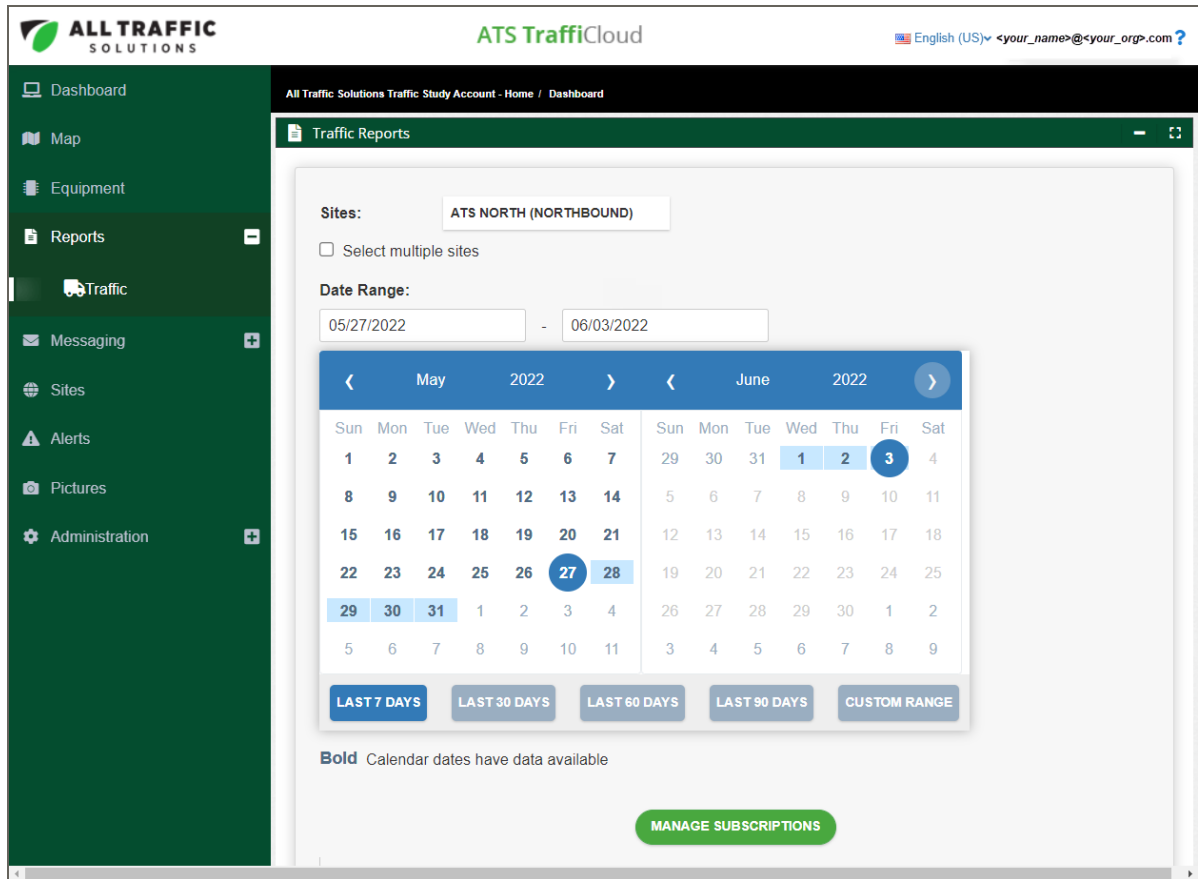 ALL TRAFFIC
SOLUTIONS
ATS TraffiCloud
English (US) <your_name>@<your_org>.com ?
Dashboard
Map
Equipment
Reports
Traffic
Messaging
Sites
Alerts
Pictures
Administration
All Traffic Solutions Traffic Study Account - Home / Dashboard
Traffic Reports
Sites: ATS NORTH (NORTHBOUND)
Select multiple sites
Date Range:
05/27/2022 - 06/03/2022
May 2022
Sun Mon Tue Wed Thu Fri Sat
1 2 3 4 5 6 7
8 9 10 11 12 13 14
15 16 17 18 19 20 21
22 23 24 25 26 27 28
29 30 31 1 2 3 4
5 6 7 8 9 10 11
June 2022
Sun Mon Tue Wed Thu Fri Sat
29 30 31 1 2 3 4
5 6 7 8 9 10 11
12 13 14 15 16 17 18
19 20 21 22 23 24 25
26 27 28 29 30 1 2
3 4 5 6 7 8 9
LAST 7 DAYS LAST 30 DAYS LAST 60 DAYS LAST 90 DAYS CUSTOM RANGE
Bold Calendar dates have data available
MANAGE SUBSCRIPTIONS